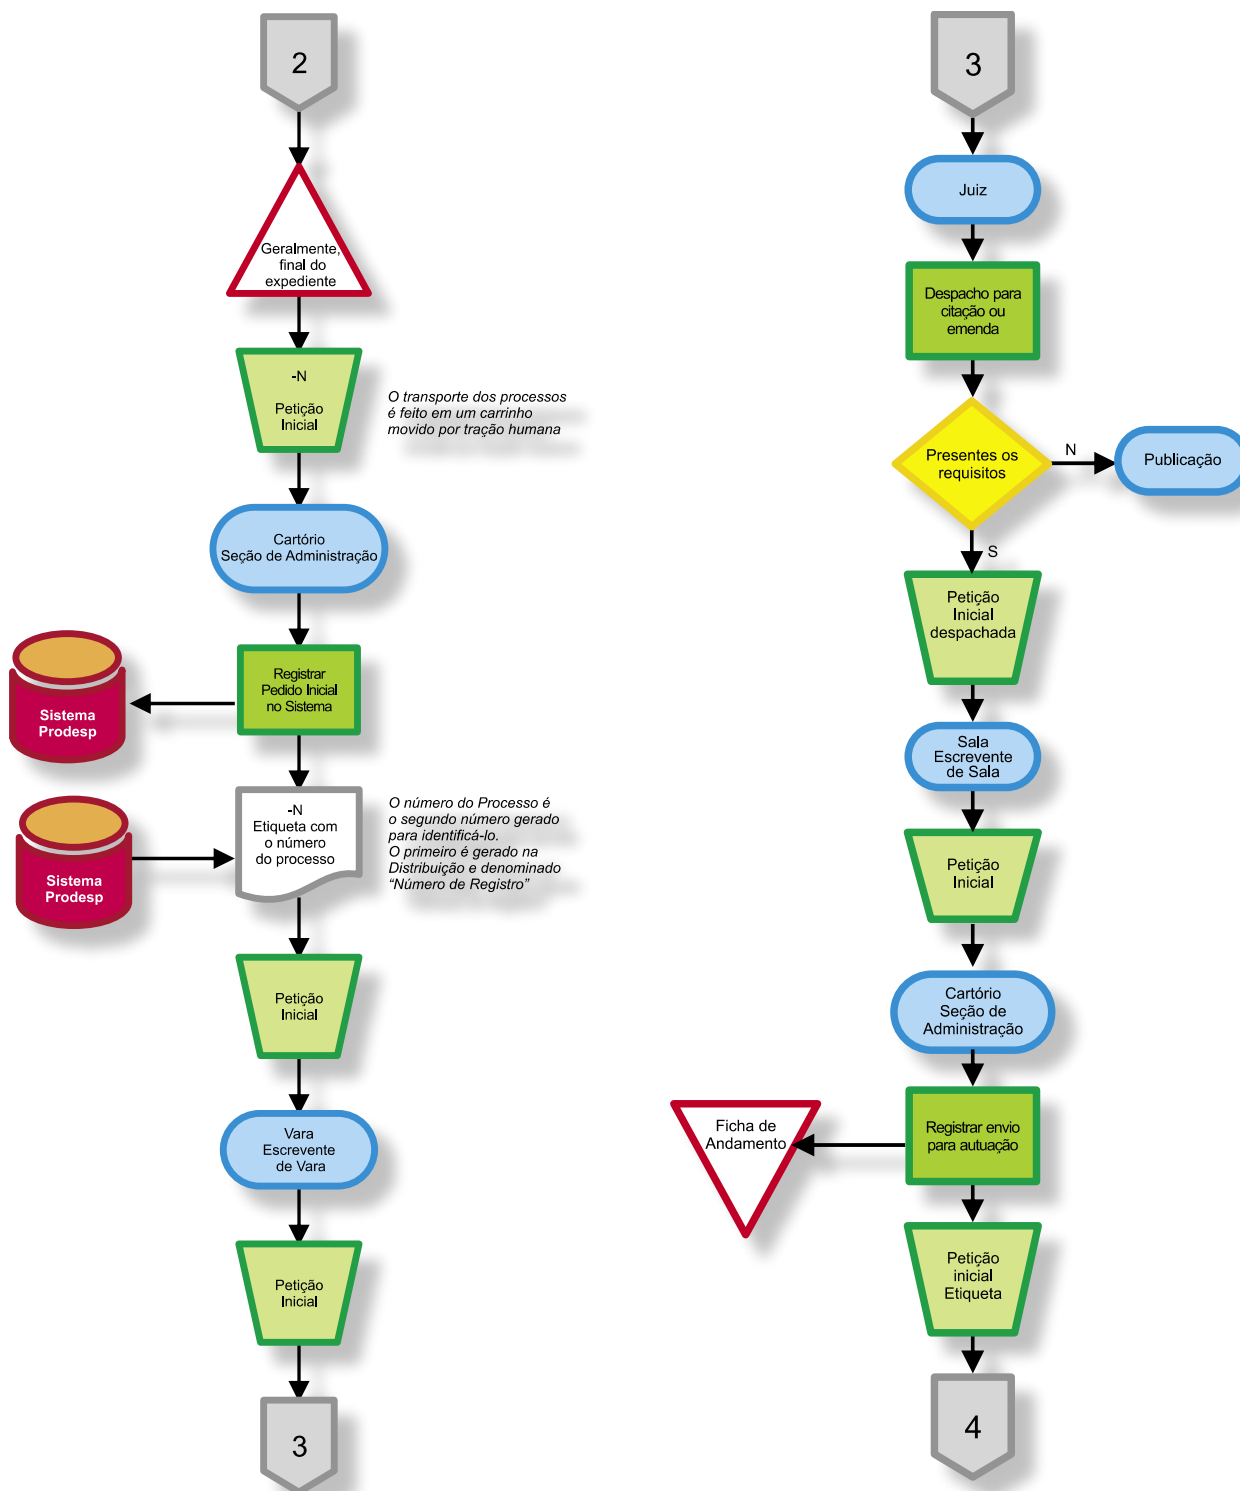 2
Geralmente,
final do
expediente
-N
Petição
Inicial
O transporte dos processos
é feito em um carrinho
movido por tração humana
Cartório
Seção de Administração
Registrar
Pedido Inicial
no Sistema
Sistema
Prodesp
-N
Etiqueta com
o número
do processo
Sistema
Prodesp
O número do Processo é
o segundo número gerado
para identificá-lo.
O primeiro é gerado na
Distribuição e denominado
“Número de Registro”
Petição
Inicial
Vara
Escrevente
de Vara
Petição
Inicial
3
3
Juiz
Despacho para
citação ou
emenda
Presentes os
requisitos
N
Publicação
S
Petição
Inicial
despachada
Sala
Escrevente
de Sala
Petição
Inicial
Cartório
Seção de
Administração
Registrar envio
para autuação
Ficha de
Andamento
Petição
inicial
Etiqueta
4